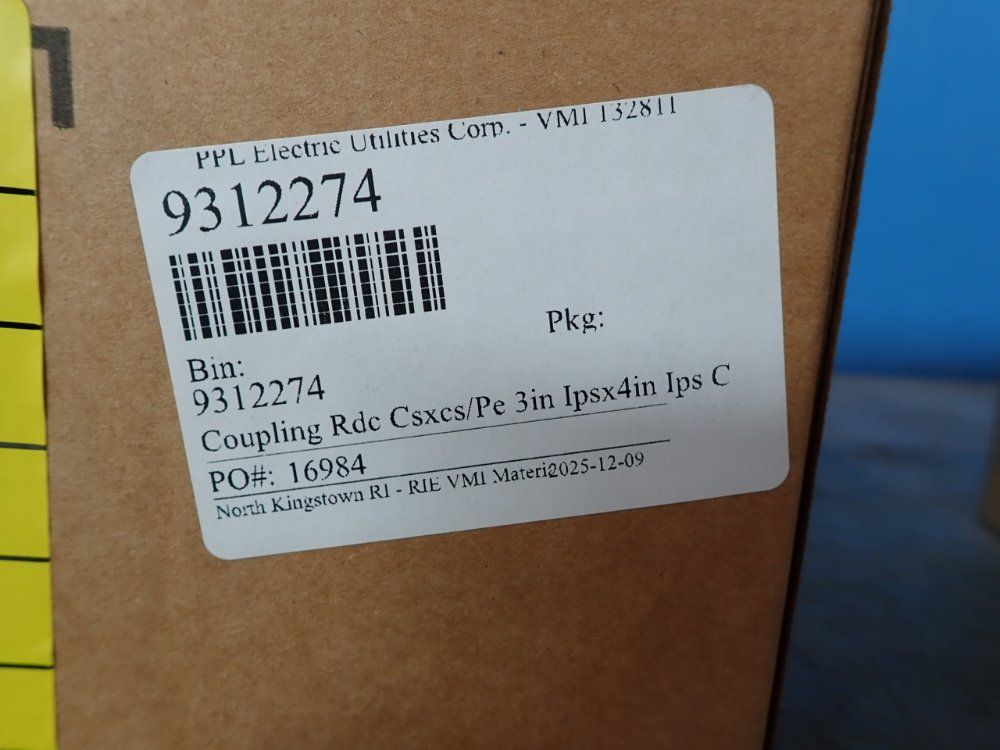 PPL Electric Utilities Corp. - VMI 132811
9312274
Pkg:
Bin:
9312274
Coupling Rdc Csxcs/Pe 3in Ipsx4in Ips C
PO#: 16984
North Kingstown RI - RIE VMI Materi2025-12-09